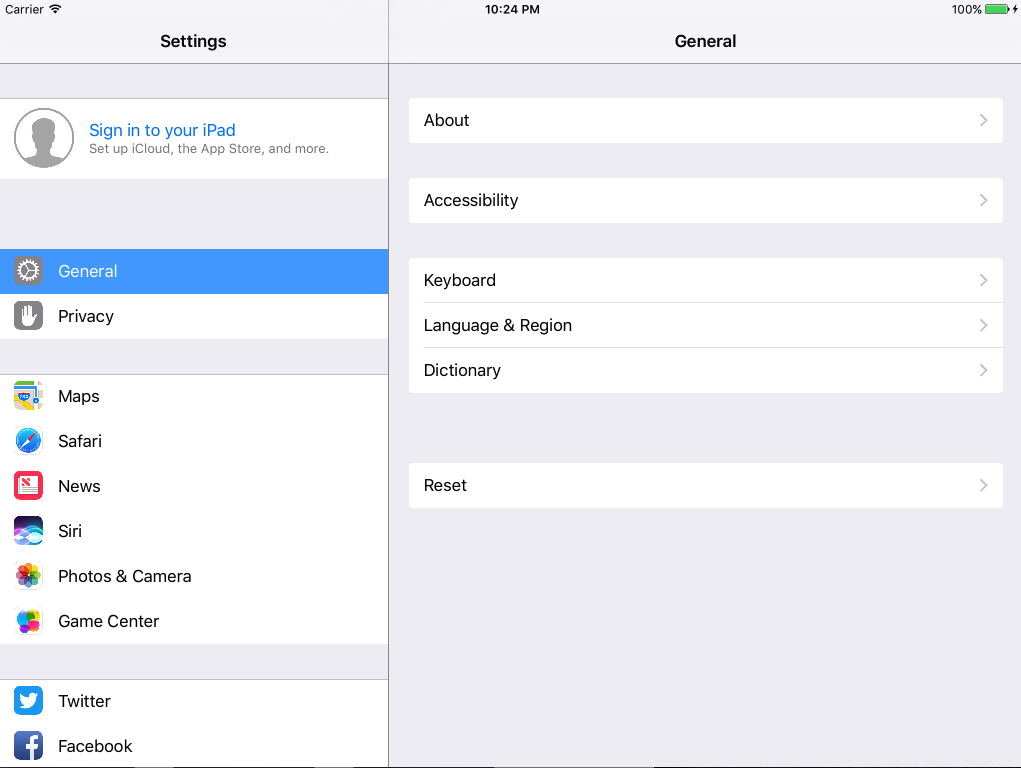 Carrier 10:24 PM 100%
Settings
General
Sign in to your iPad
Set up iCloud, the App Store, and more.
General
Privacy
Maps
Safari
News
Siri
Photos & Camera
Game Center
Twitter
Facebook
About
Accessibility
Keyboard
Language & Region
Dictionary
Reset